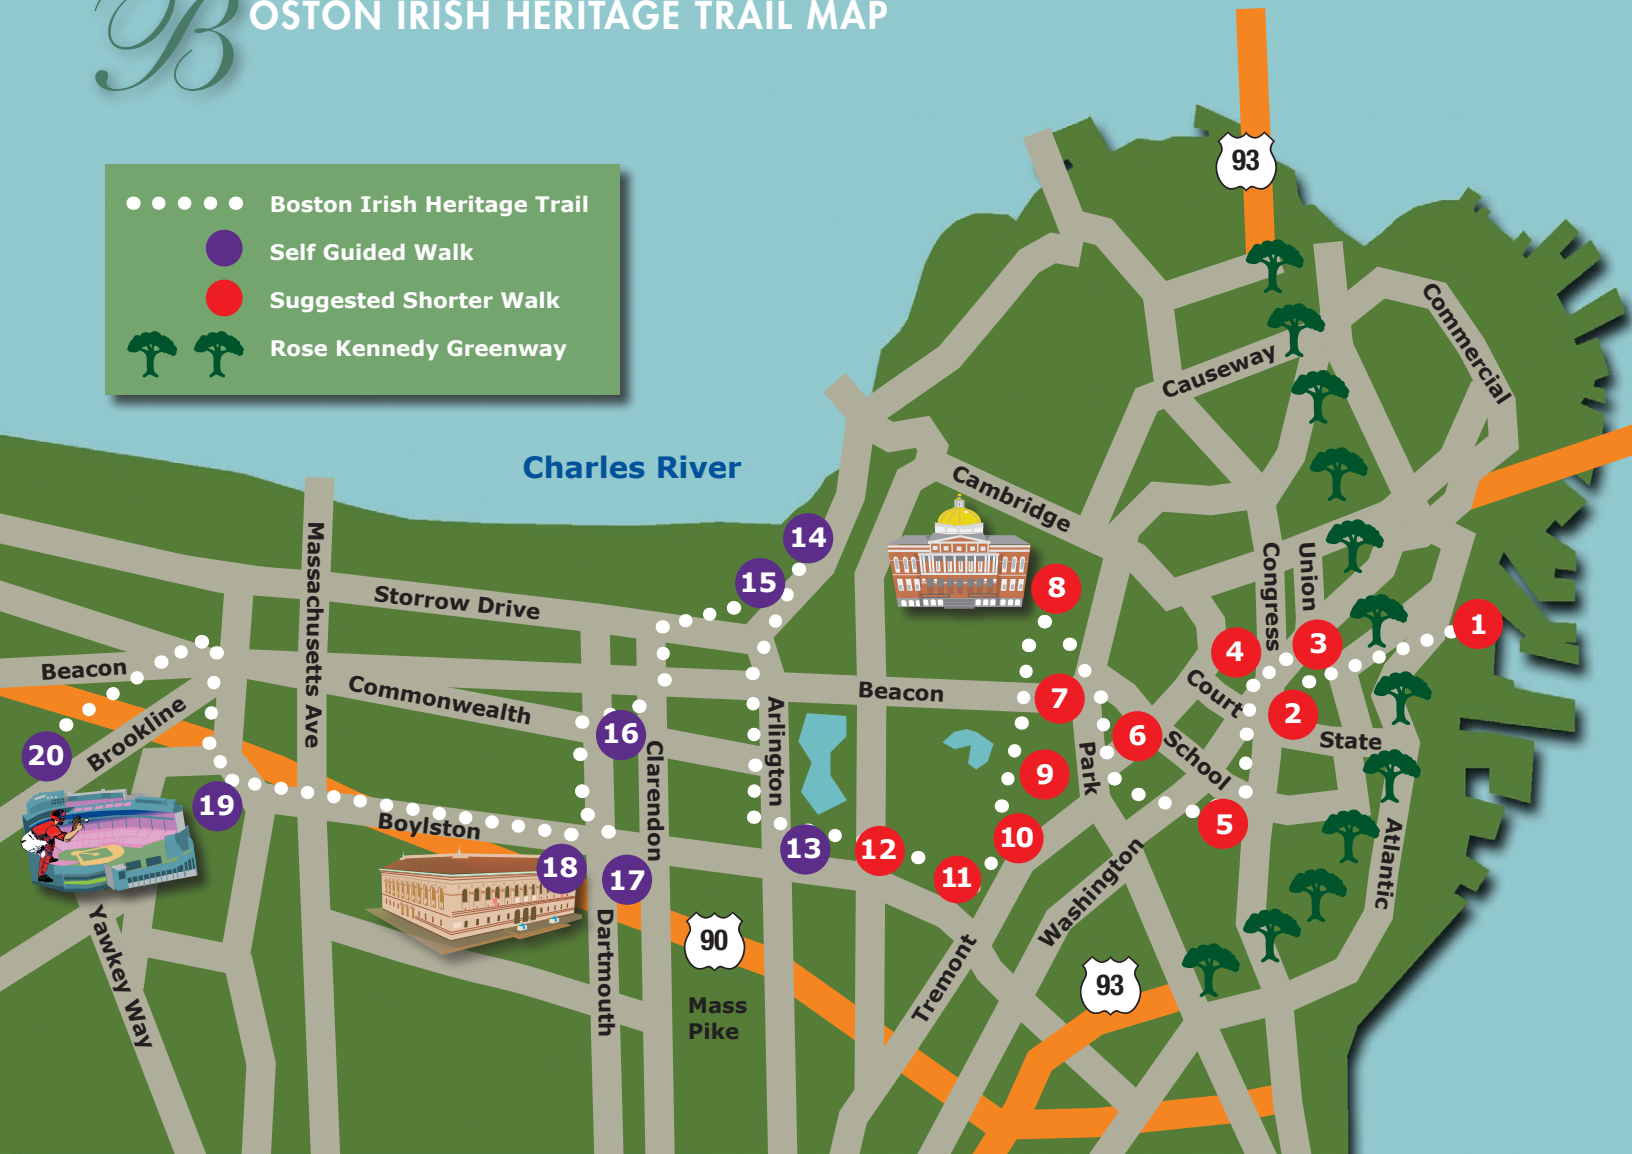 BOSTON IRISH HERITAGE TRAIL MAP
Boston Irish Heritage Trail
Self Guided Walk
Suggested Shorter Walk
Rose Kennedy Greenway
93
Charles River
Commercial
Causeway
Cambridge
Massachusetts Ave
Storrow Drive
14
15
8
Congress
Union
1
3
4
2
Beacon
Commonwealth
Brookline
20
19
16
Clarendon
Arlington
Beacon
7
6
9
Park
Court
School
State
5
Boylston
18
17
13
12
11
10
Washington
Atlantic
Yawkey Way
Dartmouth
90
Mass
Pike
Tremont
93